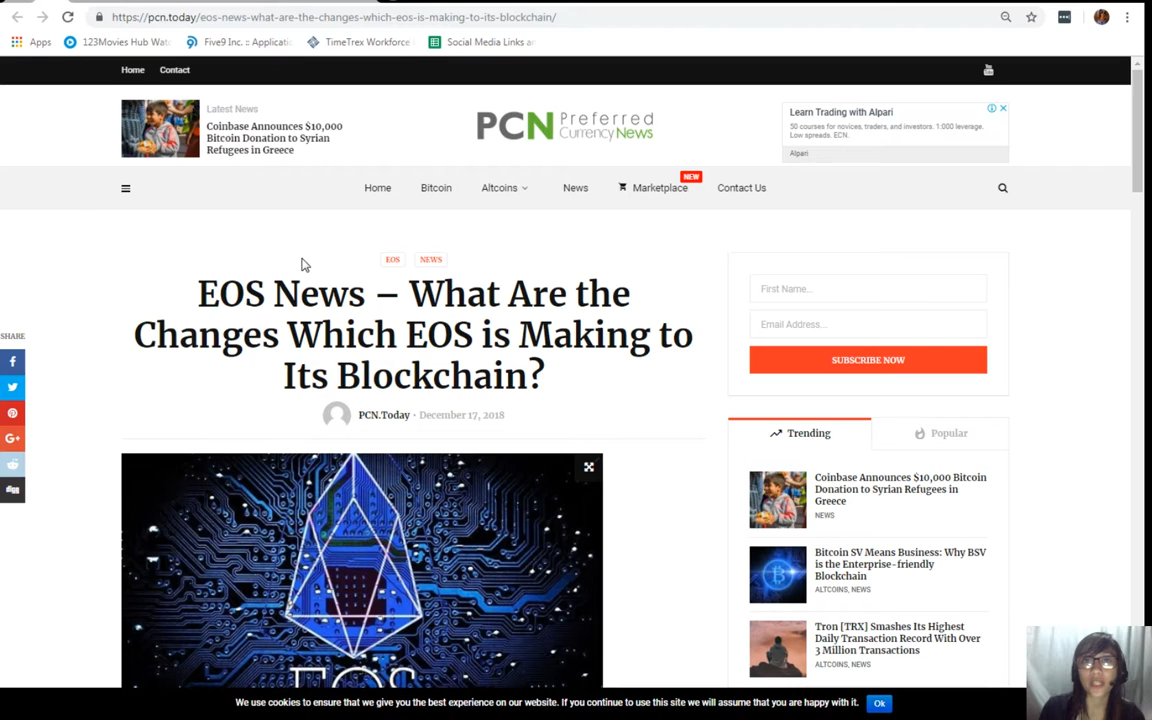 https://pcn.today/eos-news-what-are-the-changes-which-eos-is-making-to-its-blockchain/
Apps
123Movies Hub Wat
Five9 Inc. :: Applicati
TimeTrex Workforce
Social Media Links an
Home
Contact
You
Latest News
Coinbase Announces $10,000
Bitcoin Donation to Syrian
Refugees in Greece
PCN Preferred
Currency News
Learn Trading with Alpari
50 courses for novices, traders, and investors. 1:000 leverage.
Low spreads. ECN.
Alpari
Home
Bitcoin
Altcoins
News
Marketplace
NEW
Contact Us
EOS
NEWS
EOS News – What Are the
Changes Which EOS is Making to
Its Blockchain?
PCN.Today · December 17, 2018
SHARE
digg
EOS
First Name...
Email Address...
SUBSCRIBE NOW
Trending
Popular
Coinbase Announces $10,000 Bitcoin
Donation to Syrian Refugees in
Greece
NEWS
Bitcoin SV Means Business: Why BSV
is the Enterprise-friendly
Blockchain
ALTCOINS, NEWS
Tron [TRX] Smashes Its Highest
Daily Transaction Record With Over
3 Million Transactions
ALTCOINS, NEWS
We use cookies to ensure that we give you the best experience on our website. If you continue to use this site we will assume that you are happy with it.
Ok